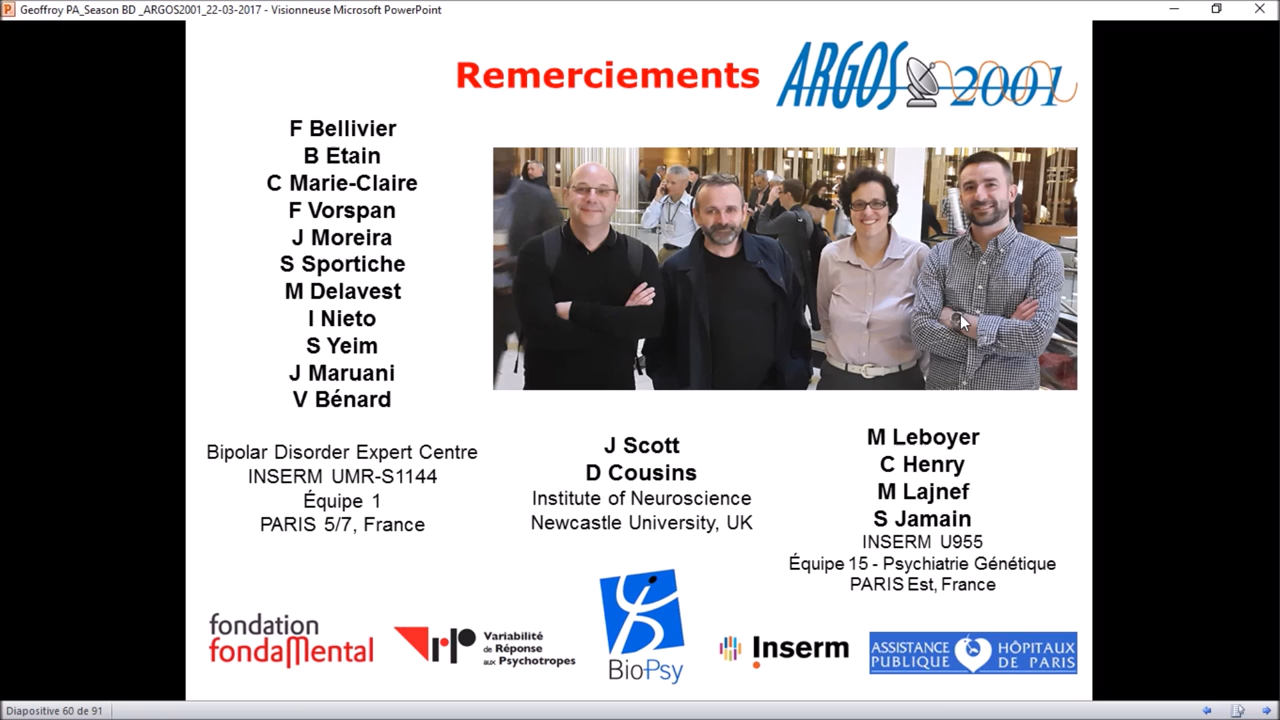 Geoffroy PA_Season BD _ARGOS2001_22-03-2017 - Visionneuse Microsoft PowerPoint
Remerciements
ARGOS 2001
F Bellivier
B Etain
C Marie-Claire
F Vorspan
J Moreira
S Sportiche
M Delavest
I Nieto
S Yeim
J Maruani
V Bénard
Bipolar Disorder Expert Centre
INSERM UMR-S1144
Équipe 1
PARIS 5/7, France
J Scott
D Cousins
Institute of Neuroscience
Newcastle University, UK
M Leboyer
C Henry
M Lajnef
S Jamain
INSERM U955
Équipe 15 - Psychiatrie Génétique
PARIS Est, France
fondation
fondaMental
vrp
Variabilité
de Réponse
aux Psychotropes
BioPsy
Inserm
ASSISTANCE
PUBLIQUE
HÔPITAUX
DE PARIS
Diapositive 60 de 91